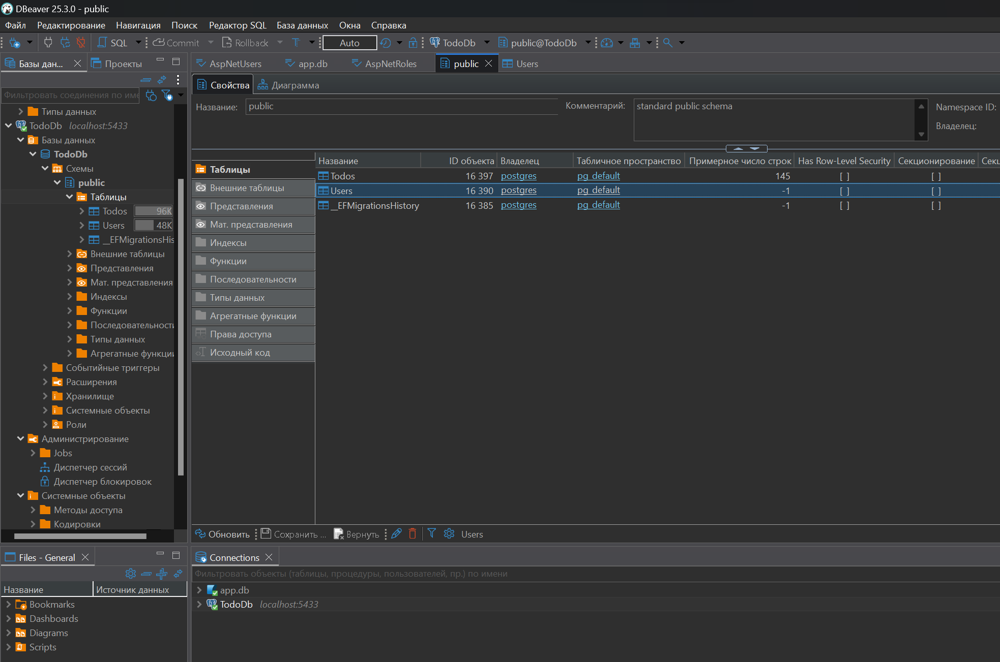 DBeaver 25.3.0 - public
Файл Редактирование Навигация Поиск Редактор SQL База данных Окна Справка
SQL Commit Rollback Auto TodoDb public@TodoDb
Базы дан... Проекты
AspNetUsers app.db AspNetRoles public Users
Свойства Диаграмма
Фильтровать соединения по име
Название: public Комментарий: standard public schema Namespace ID:
Владелец:
Типы данных
TodoDb localhost:5433
Базы данных
TodoDb
Схемы
public
Таблицы
Todos 96K
Users 48K
__EFMigrationsHis
Внешние таблицы
Представления
Мат. представления
Индексы
Функции
Последовательности
Типы данных
Агрегатные функции
Событийные триггеры
Расширения
Хранилище
Системные объекты
Роли
Администрирование
Jobs
Диспетчер сессий
Диспетчер блокировок
Системные объекты
Методы доступа
Кодировки
Таблицы
Внешние таблицы
Представления
Мат. представления
Индексы
Функции
Последовательности
Типы данных
Агрегатные функции
Права доступа
Исходный код
Название ID объекта Владелец Табличное пространство Примерное число строк Has Row-Level Security Секционирование Секц
Todos 16 397 postgres pg_default 145 [ ] [ ]
Users 16 390 postgres pg_default -1 [ ] [ ]
__EFMigrationsHistory 16 385 postgres pg_default -1 [ ] [ ]
Обновить Сохранить ... Вернуть Users
Files - General
Название Источник данных
Bookmarks
Dashboards
Diagrams
Scripts
Connections
Фильтровать объекты (таблицы, процедуры, пользователей, пр.) по имени
app.db
TodoDb localhost:5433